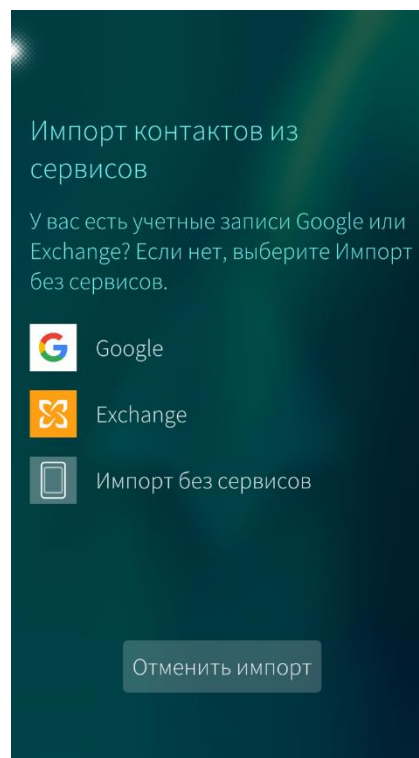 Импорт контактов из
сервисов
У вас есть учетные записи Google или
Exchange? Если нет, выберите Импорт
без сервисов.
Google
Exchange
Импорт без сервисов
Отменить импорт